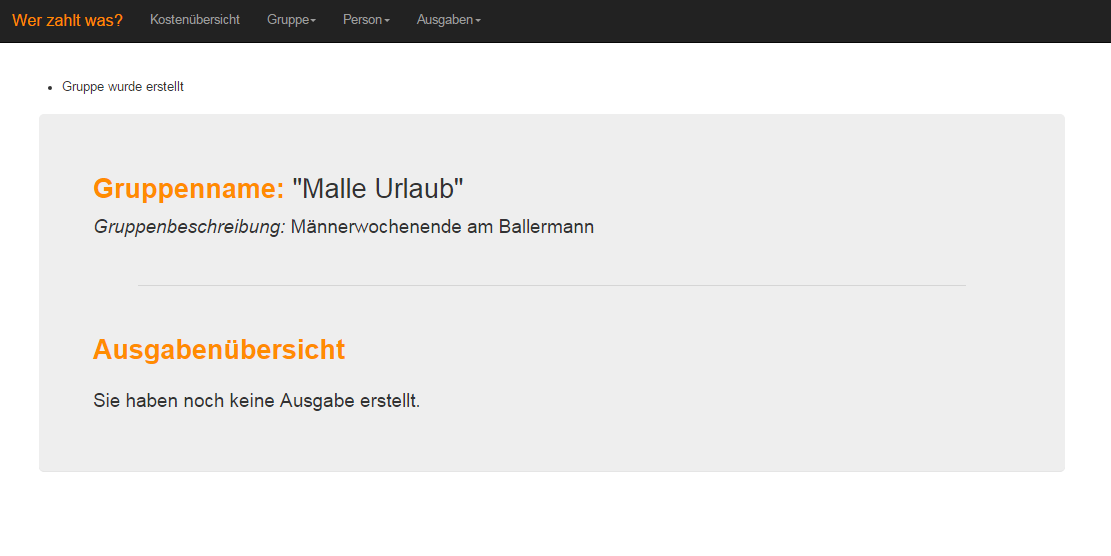 Wer zahlt was? Kostenübersicht Gruppe Person Ausgaben
Gruppe wurde erstellt
Gruppenname: "Malle Urlaub"
Gruppenbeschreibung: Männerwochenende am Ballermann
Ausgabenübersicht
Sie haben noch keine Ausgabe erstellt.